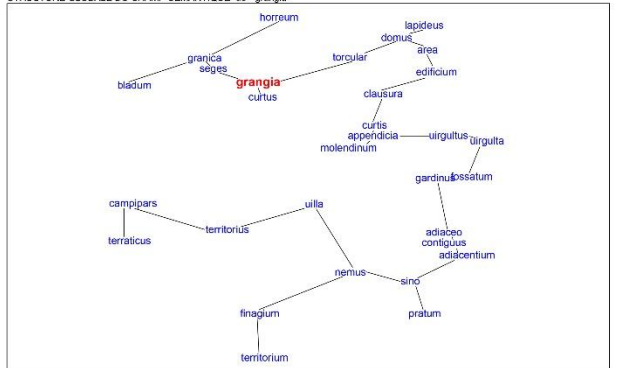 horreum
lapideus
domus
area
granica
torcular
seges
edificium
bladum
grangia
clausura
curtus
curtis
appendicia
uirgultus
uirgulta
molendinum
gardinus
fossatum
campipars
uilla
territorius
adiaceo
terraticus
contiguus
adiacentium
nemus
sino
finagium
pratum
territorium